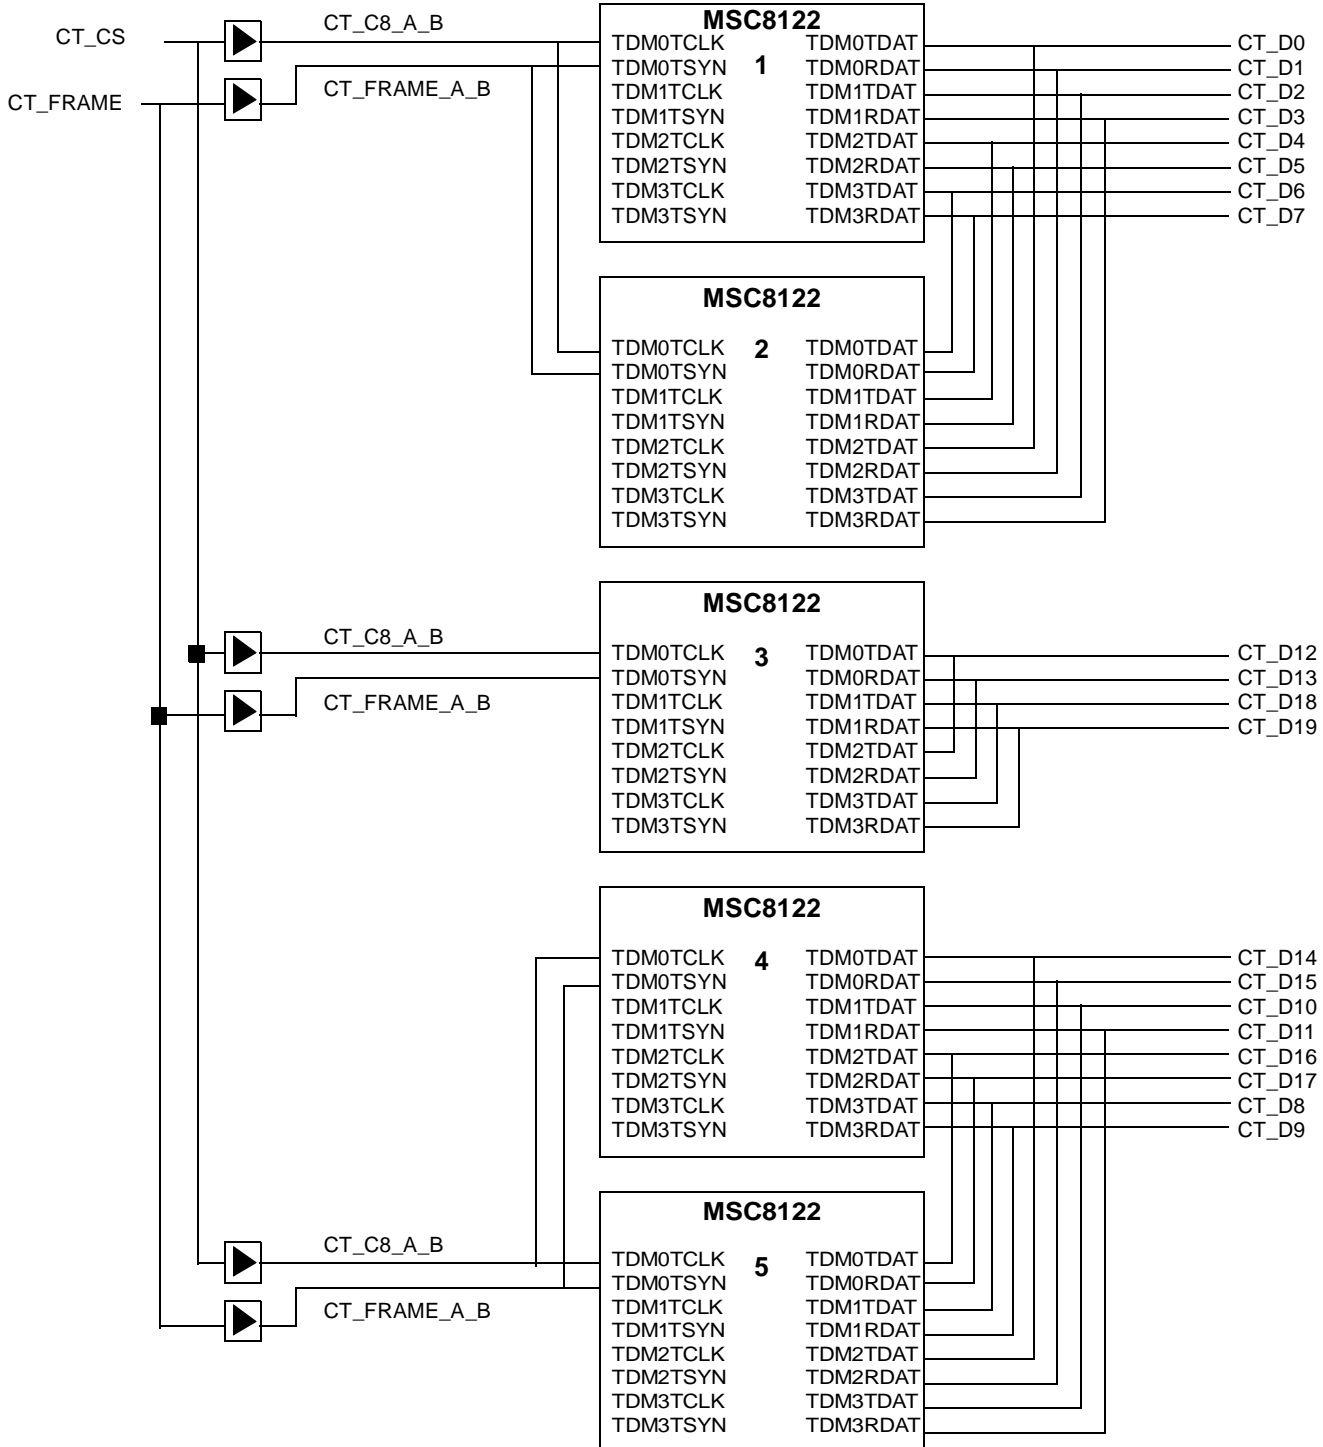 CT_CS
CT_FRAME
CT_C8_A_B
CT_FRAME_A_B
MSC8122
1
TDM0TCLK TDM0TDAT CT_D0
TDM0TSYN TDM0RDAT CT_D1
TDM1TCLK TDM1TDAT CT_D2
TDM1TSYN TDM1RDAT CT_D3
TDM2TCLK TDM2TDAT CT_D4
TDM2TSYN TDM2RDAT CT_D5
TDM3TCLK TDM3TDAT CT_D6
TDM3TSYN TDM3RDAT CT_D7
MSC8122
2
TDM0TCLK TDM0TDAT
TDM0TSYN TDM0RDAT
TDM1TCLK TDM1TDAT
TDM1TSYN TDM1RDAT
TDM2TCLK TDM2TDAT
TDM2TSYN TDM2RDAT
TDM3TCLK TDM3TDAT
TDM3TSYN TDM3RDAT
CT_C8_A_B
CT_FRAME_A_B
MSC8122
3
TDM0TCLK TDM0TDAT CT_D12
TDM0TSYN TDM0RDAT CT_D13
TDM1TCLK TDM1TDAT CT_D18
TDM1TSYN TDM1RDAT CT_D19
TDM2TCLK TDM2TDAT
TDM2TSYN TDM2RDAT
TDM3TCLK TDM3TDAT
TDM3TSYN TDM3RDAT
MSC8122
4
TDM0TCLK TDM0TDAT CT_D14
TDM0TSYN TDM0RDAT CT_D15
TDM1TCLK TDM1TDAT CT_D10
TDM1TSYN TDM1RDAT CT_D11
TDM2TCLK TDM2TDAT CT_D16
TDM2TSYN TDM2RDAT CT_D17
TDM3TCLK TDM3TDAT CT_D8
TDM3TSYN TDM3RDAT CT_D9
CT_C8_A_B
CT_FRAME_A_B
MSC8122
5
TDM0TCLK TDM0TDAT
TDM0TSYN TDM0RDAT
TDM1TCLK TDM1TDAT
TDM1TSYN TDM1RDAT
TDM2TCLK TDM2TDAT
TDM2TSYN TDM2RDAT
TDM3TCLK TDM3TDAT
TDM3TSYN TDM3RDAT